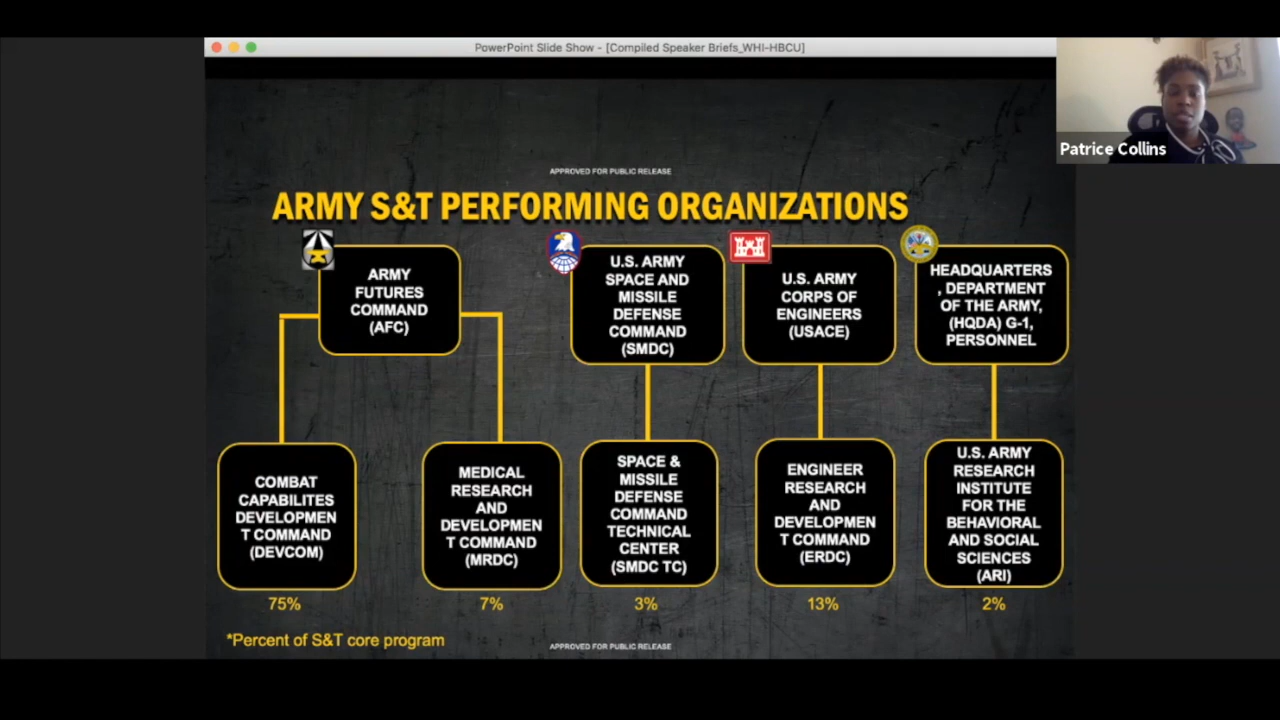 PowerPoint Slide Show - [Compiled Speaker Briefs_WHI-HBCU]
Patrice Collins
APPROVED FOR PUBLIC RELEASE
ARMY S&T PERFORMING ORGANIZATIONS
ARMY
FUTURES
COMMAND
(AFC)
U.S. ARMY
SPACE AND
MISSILE
DEFENSE
COMMAND
(SMDC)
U.S. ARMY
CORPS OF
ENGINEERS
(USACE)
HEADQUARTERS
, DEPARTMENT
OF THE ARMY,
(HQDA) G-1,
PERSONNEL
COMBAT
CAPABILITES
DEVELOPMEN
T COMMAND
(DEVCOM)
MEDICAL
RESEARCH
AND
DEVELOPMEN
T COMMAND
(MRDC)
SPACE &
MISSILE
DEFENSE
COMMAND
TECHNICAL
CENTER
(SMDC TC)
ENGINEER
RESEARCH
AND
DEVELOPMEN
T COMMAND
(ERDC)
U.S. ARMY
RESEARCH
INSTITUTE
FOR THE
BEHAVIORAL
AND SOCIAL
SCIENCES
(ARI)
75%
7%
3%
13%
2%
*Percent of S&T core program
APPROVED FOR PUBLIC RELEASE